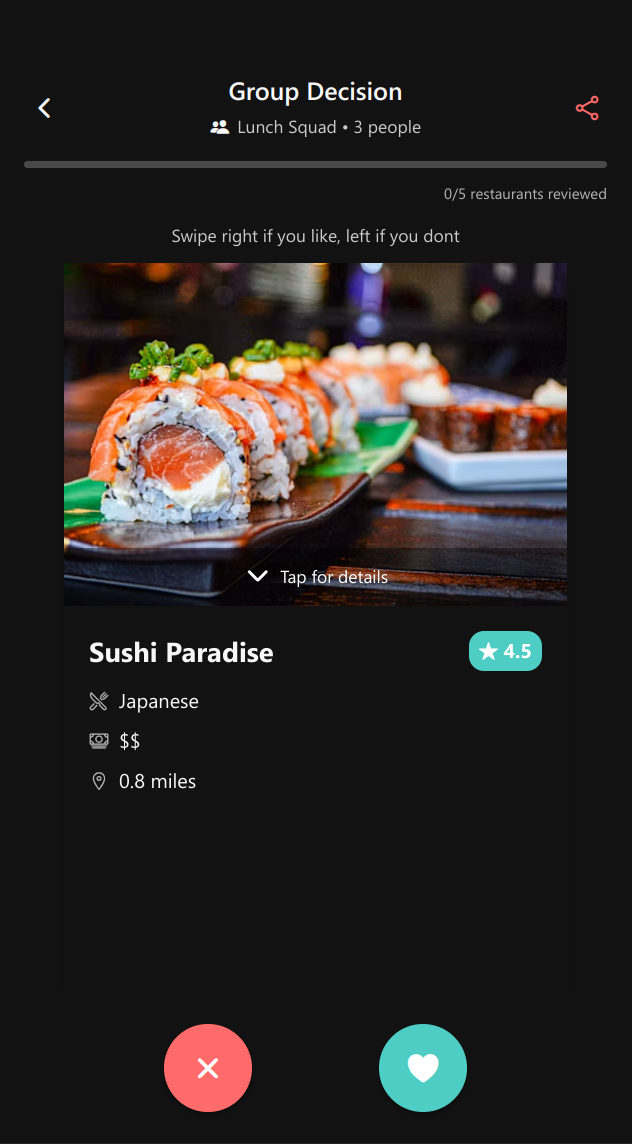 Group Decision
Lunch Squad • 3 people
0/5 restaurants reviewed
Swipe right if you like, left if you dont
Tap for details
Sushi Paradise
4.5
Japanese
$$
0.8 miles